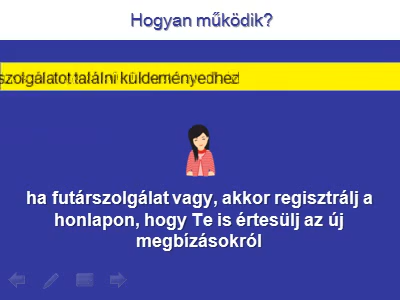 Hogyan működik?
szolgálatot találni küldeményedhez!
ha futárszolgálat vagy, akkor regisztrálj a
honlapon, hogy Te is értesülj az új
megbízásokról